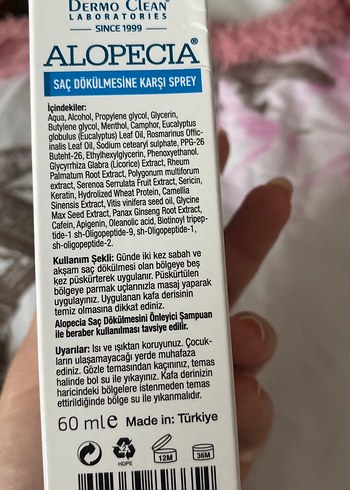 DERMO CLEAN
LABORATORIES
SINCE 1999
ALOPECIA®
SAÇ DÖKÜLMESİNE KARŞI SPREY
İçindekiler:
Aqua, Alcohol, Propylene glycol, Glycerin,
Butylene glycol, Menthol, Camphor, Eucalyptus
globulus (Eucalyptus) Leaf Oil, Rosmarinus Offic-
inalis Leaf Oil, Sodium cetearyl sulphate, PPG-26
Buteht-26, Ethylhexylglycerin, Phenoxyethanol.
Glycyrrhiza Glabra (Licorice) Extract, Rheum
Palmatum Root Extract, Polygonum multiforum
extract, Serenoa Serrulata Fruit Extract, Sericin,
Keratin, Hydrolized Wheat Protein, Camellia
Sinensis Extract, Vitis vinifera seed oil, Glycine
Max Seed Extract, Panax Ginseng Root Extract,
Cafein, Apigenin, Oleanolic acid, Biotinoyl tripep-
tide-1 sh-Oligopeptide-9, sh-Oligopeptide-1,
sh-oligopeptide-2.
Kullanım Şekli: Günde iki kez sabah ve
akşam saç dökülmesi olan bölgeye beş
kez püskürterek uygulanır. Püskürtülen
bölgeye parmak uçlarınızla masaj yaparak
uygulayınız. Uygulanan kafa derisinin
temiz olmasına dikkat ediniz.
Alopecia Saç Dökülmesini Önleyici Şampuan
ile beraber kullanılması tavsiye edilir.
Uyarılar: Isı ve ışıktan koruyunuz. Çocuk-
ların ulaşamayacağı yerde muhafaza
ediniz. Gözle temasından kaçınınız, temas
halinde bol su ile yıkayınız. Kafa derinizin
haricindeki bölgelere istenmeden temas
ettirildiğinde bölge su ile yıkanmalıdır.
60 ml℮ Made in: Türkiye
HDPE
12M
36M